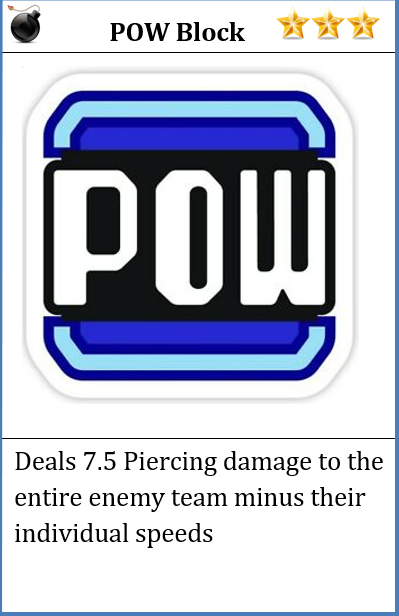 POW Block
POW
Deals 7.5 Piercing damage to the
entire enemy team minus their
individual speeds